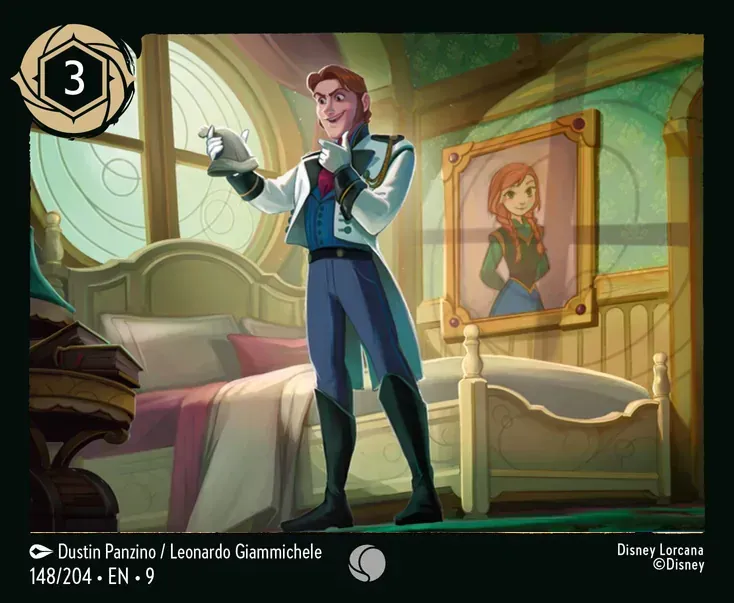 3
Dustin Panzino / Leonardo Giammichele
148/204 • EN • 9
Disney Lorcana
©Disney